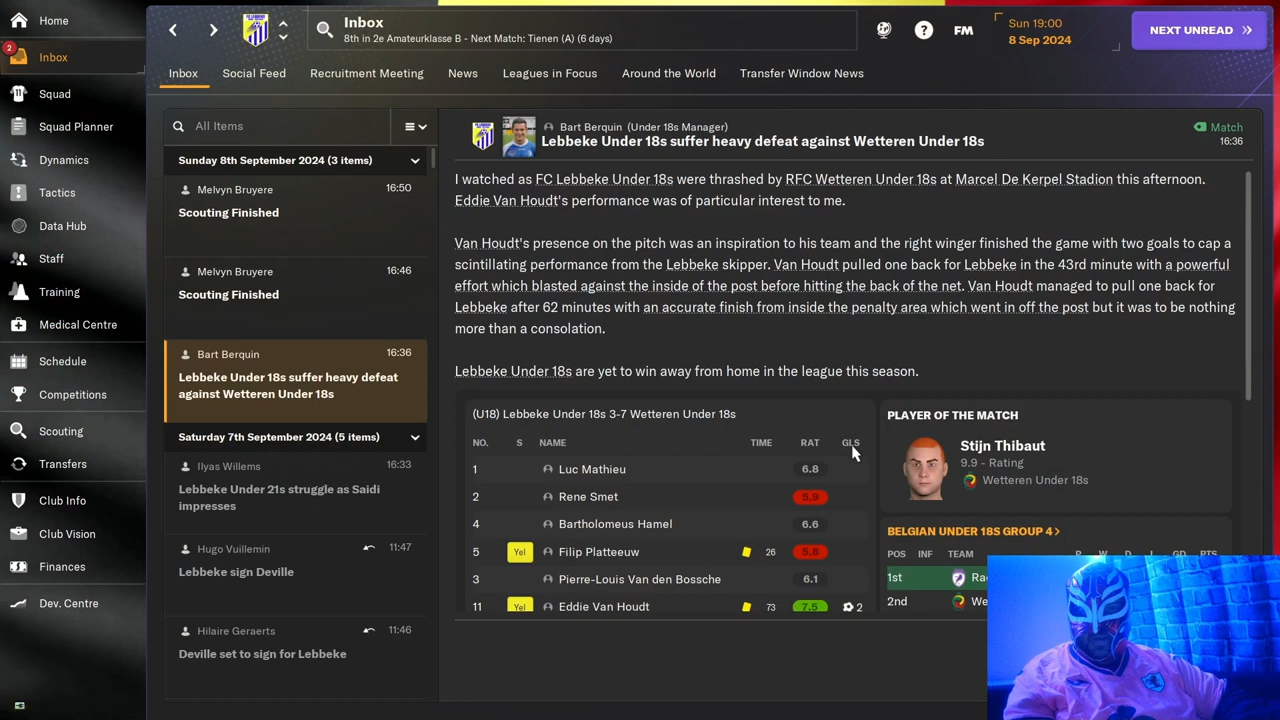 Home
2
Inbox
Squad
Squad Planner
Dynamics
Tactics
Data Hub
Staff
Training
Medical Centre
Schedule
Competitions
Scouting
Transfers
Club Info
Club Vision
Finances
Dev. Centre
Inbox
8th in 2e Amateurklasse B - Next Match: Tienen (A) (6 days)
?
FM
Sun 19:00
8 Sep 2024
NEXT UNREAD
Inbox Social Feed Recruitment Meeting News Leagues in Focus Around the World Transfer Window News
All Items
Sunday 8th September 2024 (3 items)
Melvyn Bruyere 16:50
Scouting Finished
Melvyn Bruyere 16:46
Scouting Finished
Bart Berquin 16:36
Lebbeke Under 18s suffer heavy defeat
against Wetteren Under 18s
Saturday 7th September 2024 (5 items)
Ilyas Willems 16:33
Lebbeke Under 21s struggle as Saidi
impresses
Hugo Vuillemin 11:47
Lebbeke sign Deville
Hilaire Geraerts 11:46
Deville set to sign for Lebbeke
Bart Berquin (Under 18s Manager)
Lebbeke Under 18s suffer heavy defeat against Wetteren Under 18s
Match
16:36
I watched as FC Lebbeke Under 18s were thrashed by RFC Wetteren Under 18s at Marcel De Kerpel Stadion this afternoon.
Eddie Van Houdt's performance was of particular interest to me.
Van Houdt's presence on the pitch was an inspiration to his team and the right winger finished the game with two goals to cap a
scintillating performance from the Lebbeke skipper. Van Houdt pulled one back for Lebbeke in the 43rd minute with a powerful
effort which blasted against the inside of the post before hitting the back of the net. Van Houdt managed to pull one back for
Lebbeke after 62 minutes with an accurate finish from inside the penalty area which went in off the post but it was to be nothing
more than a consolation.
Lebbeke Under 18s are yet to win away from home in the league this season.
(U18) Lebbeke Under 18s 3-7 Wetteren Under 18s
NO. S NAME TIME RAT GLS
1 Luc Mathieu 6.8
2 Rene Smet 5.9
4 Bartholomeus Hamel 6.6
5 Yel Filip Platteeuw 26 5.8
3 Pierre-Louis Van den Bossche 6.1
11 Yel Eddie Van Houdt 73 7.5 2
PLAYER OF THE MATCH
Stijn Thibaut
9.9 - Rating
Wetteren Under 18s
BELGIAN UNDER 18S GROUP 4 >
POS INF TEAM P W D L GD PTS
1st Ra
2nd We